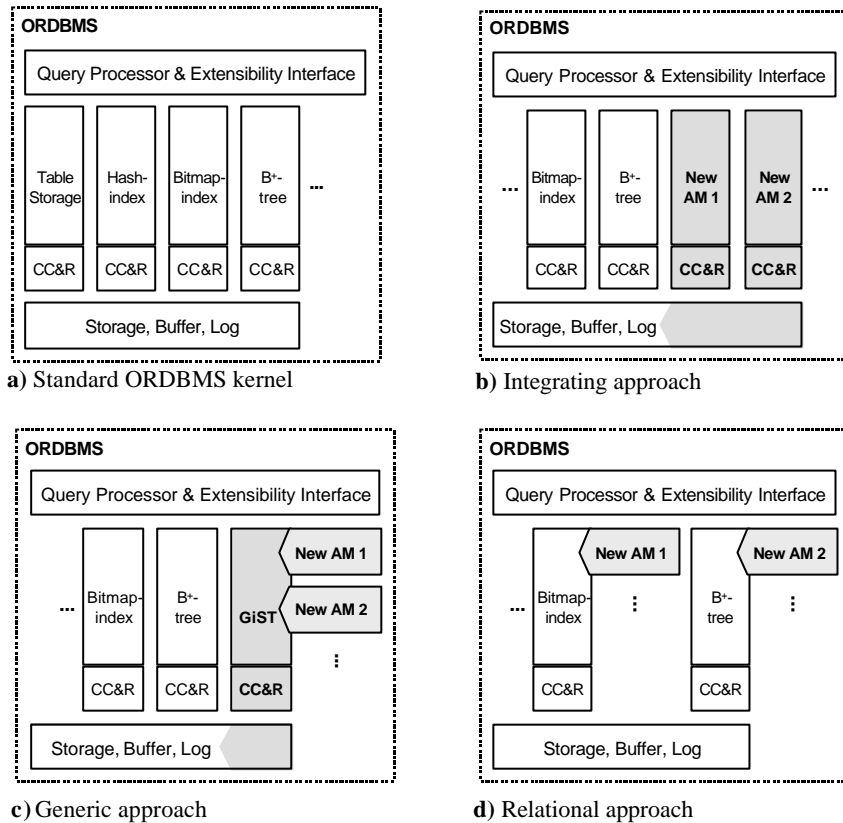 ORDBMS
Query Processor & Extensibility Interface
Table
Storage
Hash-
index
Bitmap-
index
B+-
tree
...
CC&R
CC&R
CC&R
CC&R
Storage, Buffer, Log
a) Standard ORDBMS kernel
ORDBMS
Query Processor & Extensibility Interface
...
Bitmap-
index
B+-
tree
New
AM 1
New
AM 2
...
CC&R
CC&R
CC&R
CC&R
Storage, Buffer, Log
b) Integrating approach
ORDBMS
Query Processor & Extensibility Interface
...
Bitmap-
index
B+-
tree
GiST
New AM 1
New AM 2
...
CC&R
CC&R
CC&R
Storage, Buffer, Log
c) Generic approach
ORDBMS
Query Processor & Extensibility Interface
...
Bitmap-
index
New AM 1
...
B+-
tree
New AM 2
...
CC&R
CC&R
Storage, Buffer, Log
d) Relational approach